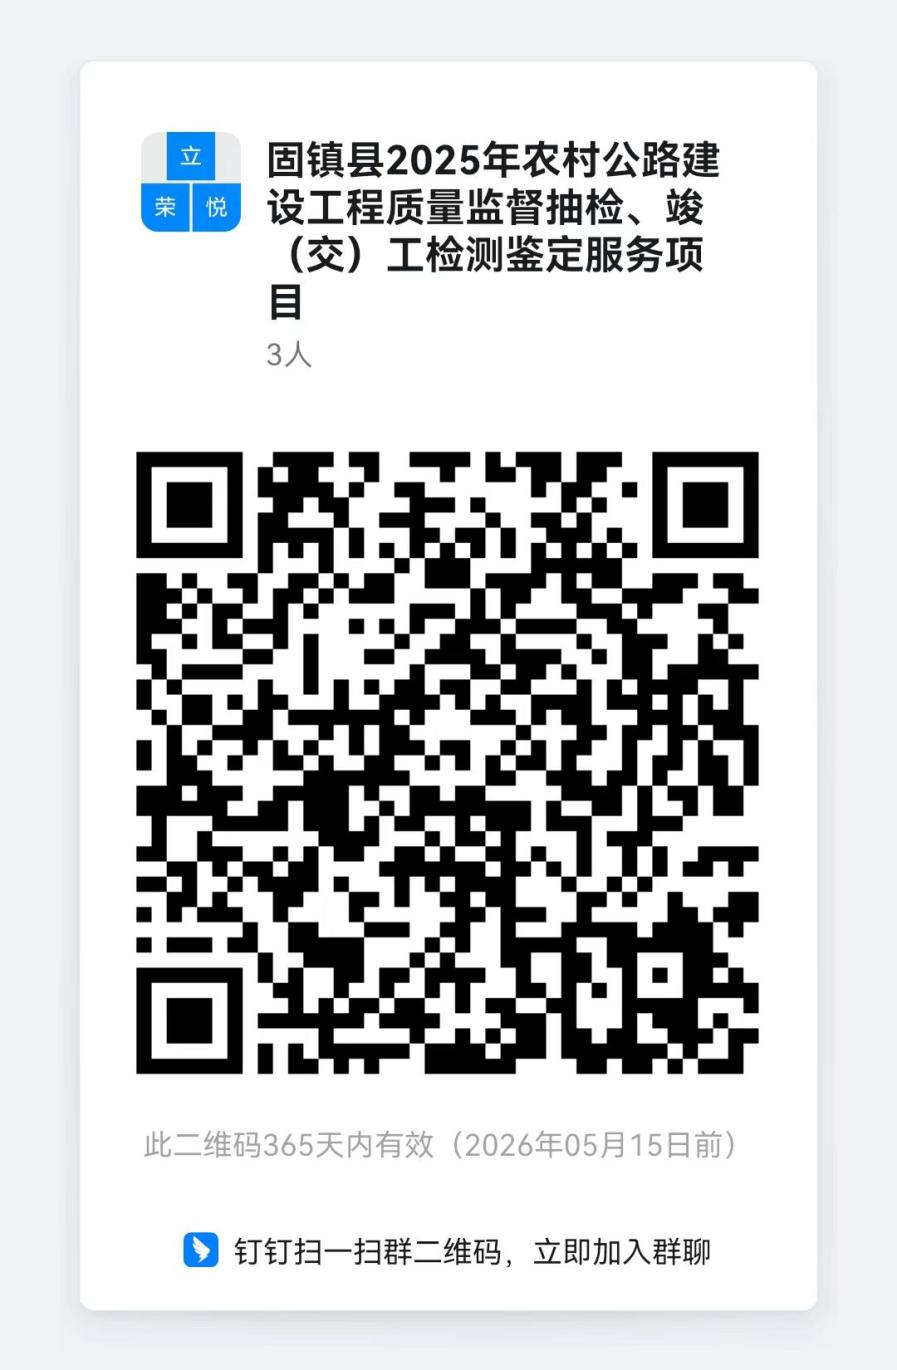 立
荣 悦
固镇县2025年农村公路建
设工程质量监督抽检、竣
（交）工检测鉴定服务项
目
3人
此二维码365天内有效（2026年05月15日前）
钉钉扫一扫群二维码，立即加入群聊